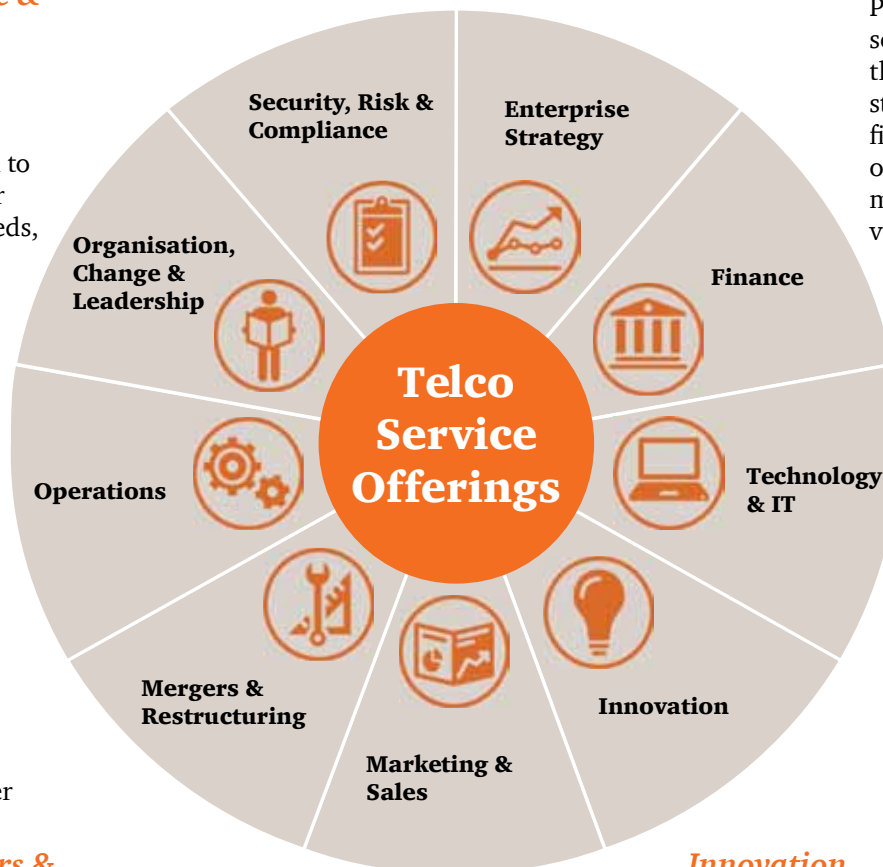 Security, Risk &
Compliance
Enterprise
Strategy
Finance
Technology
& IT
Innovation
Marketing &
Sales
Mergers &
Restructuring
Operations
Organisation,
Change &
Leadership
Telco
Service
Offerings
&
to
er
Innovation
&